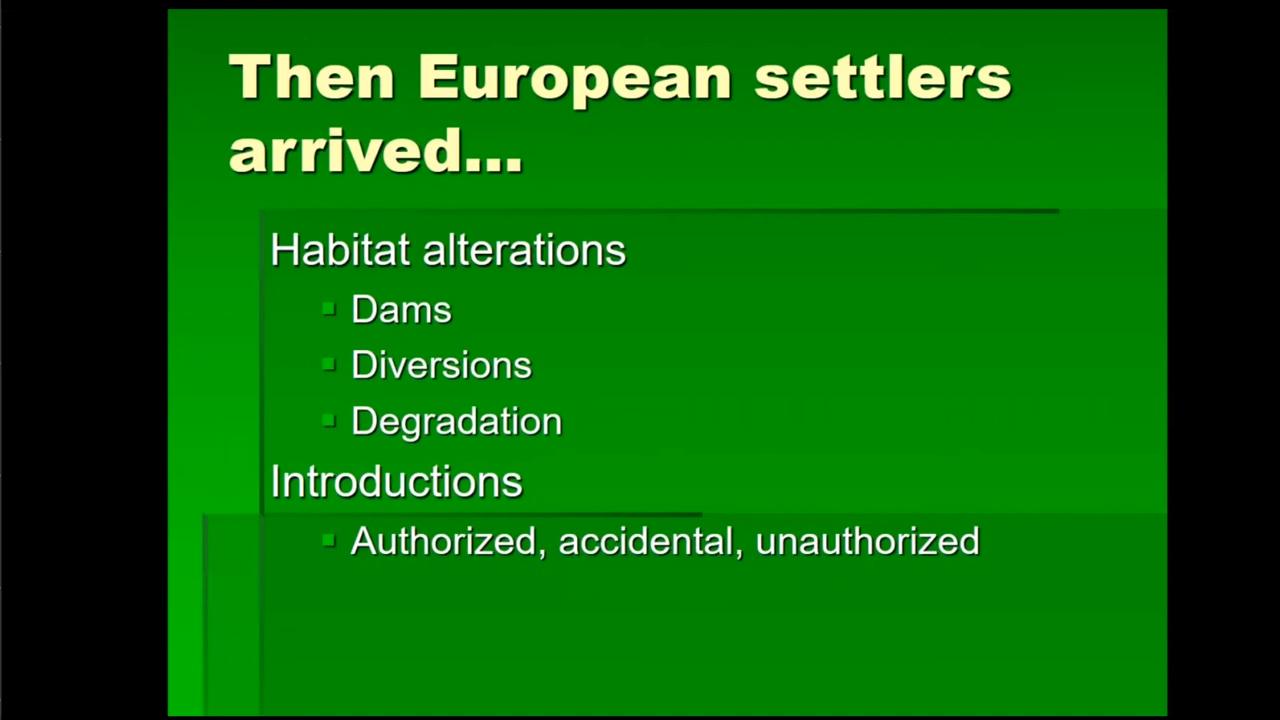 Then European settlers
arrived...
Habitat alterations
Dams
Diversions
Degradation
Introductions
Authorized, accidental, unauthorized